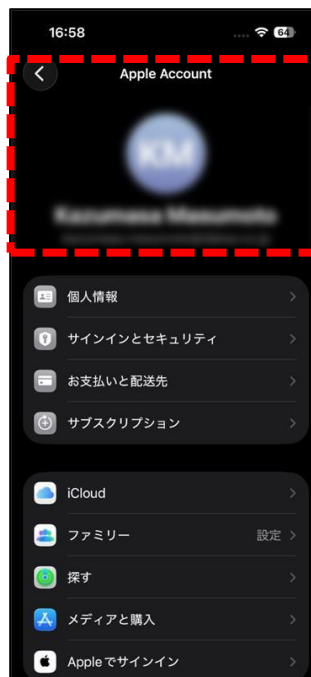 16:58
64
Apple Account
個人情報
サインインとセキュリティ
お支払いと配送先
サブスクリプション
iCloud
ファミリー 設定
探す
メディアと購入
Appleでサインイン